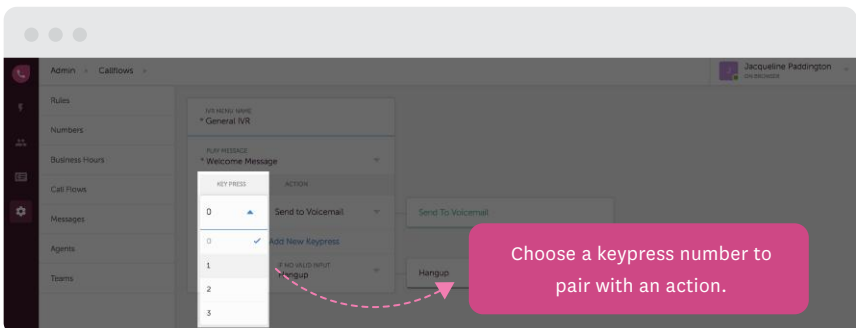 Admin > Callflows >
Jacqueline Paddington
ON BROWSER
Rules
Numbers
Business Hours
Call Flows
Messages
Agents
Teams
IVR MENU NAME
* General IVR
PLAY MESSAGE
* Welcome Message
KEY PRESS ACTION
0 Send to Voicemail Send To Voicemail
0 Add New Keypress
1 IF NO VALID INPUT
Hangup Hangup
2
3
Choose a keypress number to
pair with an action.